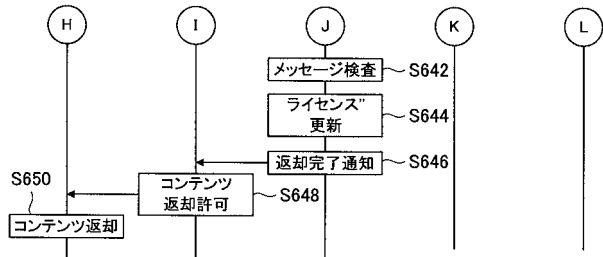 H I J K L
メッセージ検査 S642
ライセンス”
更新 S644
返却完了通知 S646
コンテンツ
返却許可 S648
S650
コンテンツ返却